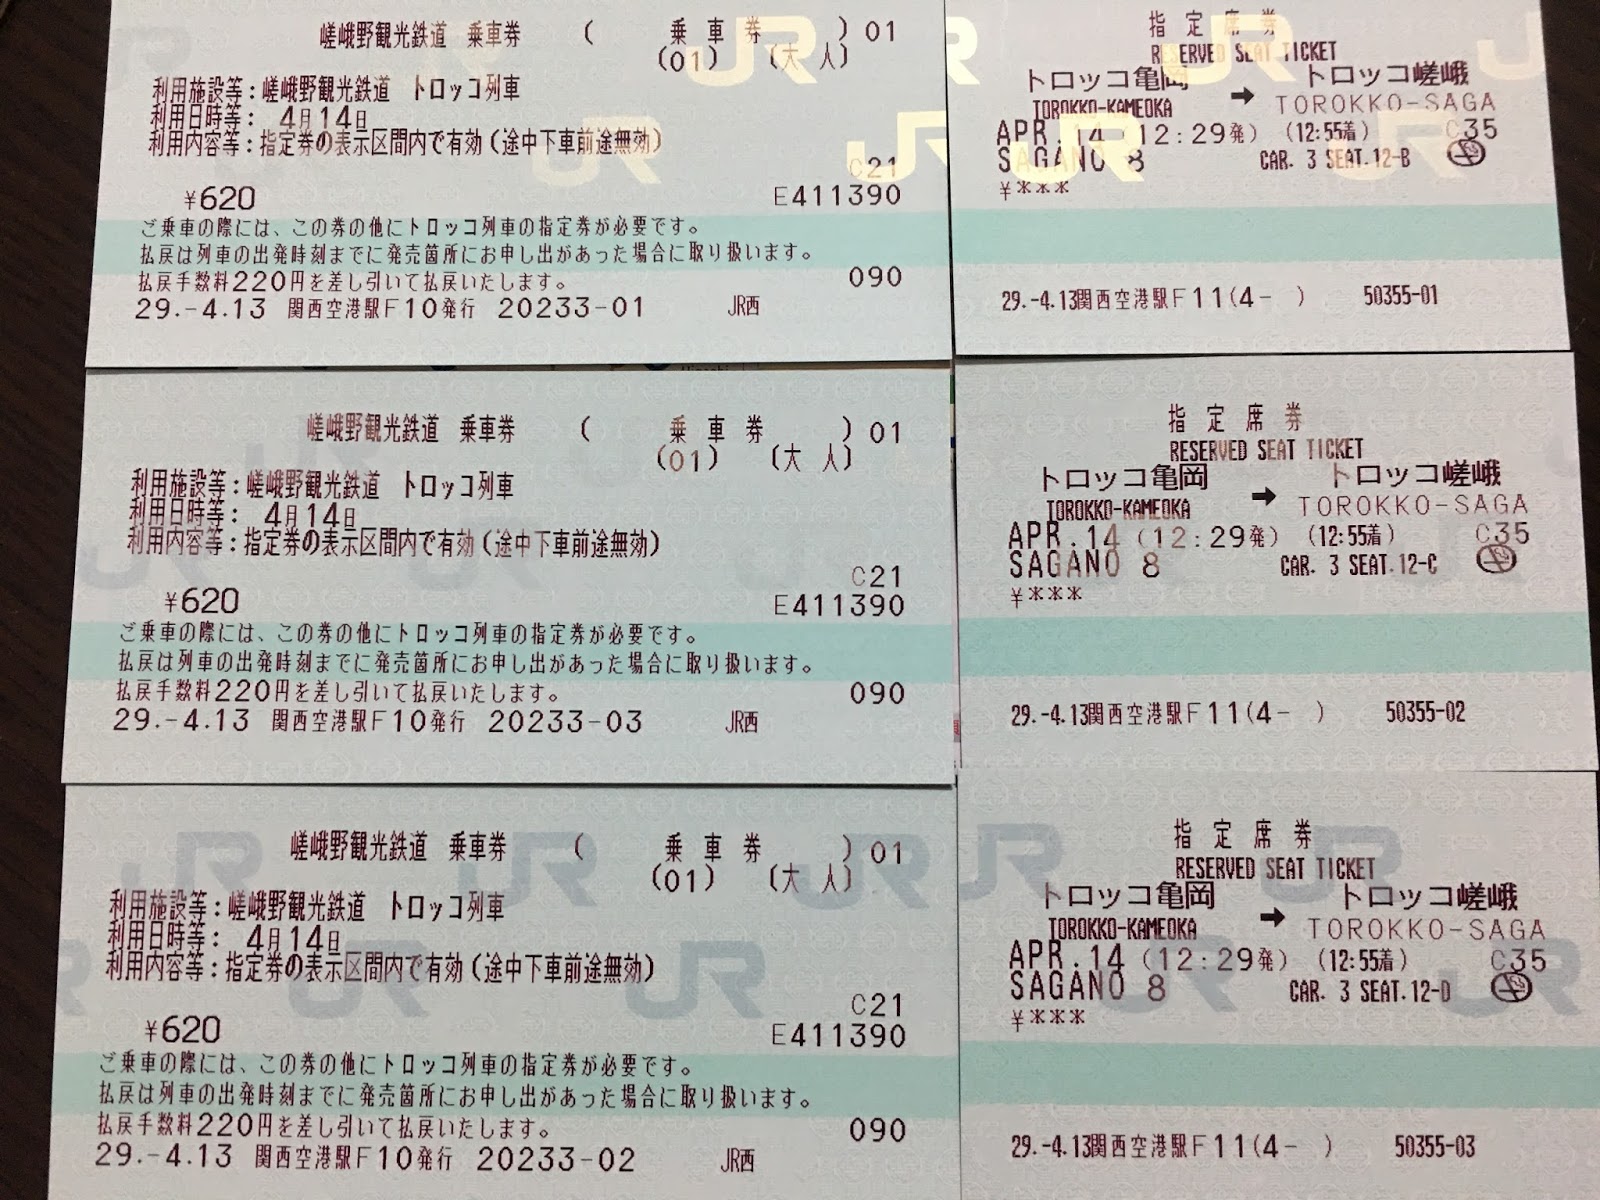 嵯峨野観光鉄道 乗車券 ( 乗 車 券 ) 01
(01) (大 人)
利用施設等:嵯峨野観光鉄道 トロッコ列車
利用日時等: 4月14日
利用内容等:指定券の表示区間内で有効(途中下車前途無効)
C21
¥620 E411390
ご乗車の際には、この券の他にトロッコ列車の指定券が必要です。
払戻は列車の出発時刻までに発売箇所にお申し出があった場合に取り扱います。
払戻手数料220円を差し引いて払戻いたします。 090
29.-4.13 関西空港駅F10発行 20233-01 JR西
指 定 席 券
RESERVED SEAT TICKET
トロッコ亀岡 ➡ トロッコ嵯峨
TOROKKO-KAMEOKA TOROKKO-SAGA
APR.14 (12:29発) (12:55着) C35
SAGANO 8 CAR. 3 SEAT.12-B
¥***
29.-4.13関西空港駅F11(4- ) 50355-01
嵯峨野観光鉄道 乗車券 ( 乗 車 券 ) 01
(01) (大 人)
利用施設等:嵯峨野観光鉄道 トロッコ列車
利用日時等: 4月14日
利用内容等:指定券の表示区間内で有効(途中下車前途無効)
C21
¥620 E411390
ご乗車の際には、この券の他にトロッコ列車の指定券が必要です。
払戻は列車の出発時刻までに発売箇所にお申し出があった場合に取り扱います。
払戻手数料220円を差し引いて払戻いたします。 090
29.-4.13 関西空港駅F10発行 20233-03 JR西
指 定 席 券
RESERVED SEAT TICKET
トロッコ亀岡 ➡ トロッコ嵯峨
TOROKKO-KAMEOKA TOROKKO-SAGA
APR.14 (12:29発) (12:55着) C35
SAGANO 8 CAR. 3 SEAT.12-C
¥***
29.-4.13関西空港駅F11(4- ) 50355-02
嵯峨野観光鉄道 乗車券 ( 乗 車 券 ) 01
(01) (大 人)
利用施設等:嵯峨野観光鉄道 トロッコ列車
利用日時等: 4月14日
利用内容等:指定券の表示区間内で有効(途中下車前途無効)
C21
¥620 E411390
ご乗車の際には、この券の他にトロッコ列車の指定券が必要です。
払戻は列車の出発時刻までに発売箇所にお申し出があった場合に取り扱います。
払戻手数料220円を差し引いて払戻いたします。 090
29.-4.13 関西空港駅F10発行 20233-02 JR西
指 定 席 券
RESERVED SEAT TICKET
トロッコ亀岡 ➡ トロッコ嵯峨
TOROKKO-KAMEOKA TOROKKO-SAGA
APR.14 (12:29発) (12:55着) C35
SAGANO 8 CAR. 3 SEAT.12-D
¥***
29.-4.13関西空港駅F11(4- ) 50355-03